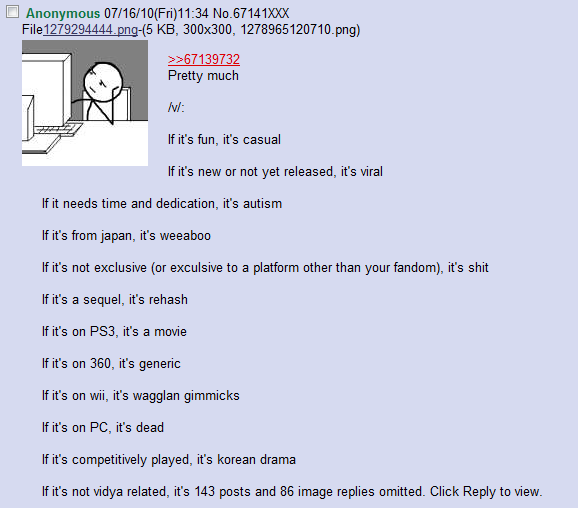 Anonymous 07/16/10(Fri)11:34 No.67141XXX
File1279294444.png-(5 KB, 300x300, 1278965120710.png)
>>67139732
Pretty much
/v/:
If it's fun, it's casual
If it's new or not yet released, it's viral
If it needs time and dedication, it's autism
If it's from japan, it's weeaboo
If it's not exclusive (or exculsive to a platform other than your fandom), it's shit
If it's a sequel, it's rehash
If it's on PS3, it's a movie
If it's on 360, it's generic
If it's on wii, it's wagglan gimmicks
If it's on PC, it's dead
If it's competitively played, it's korean drama
If it's not vidya related, it's 143 posts and 86 image replies omitted. Click Reply to view.